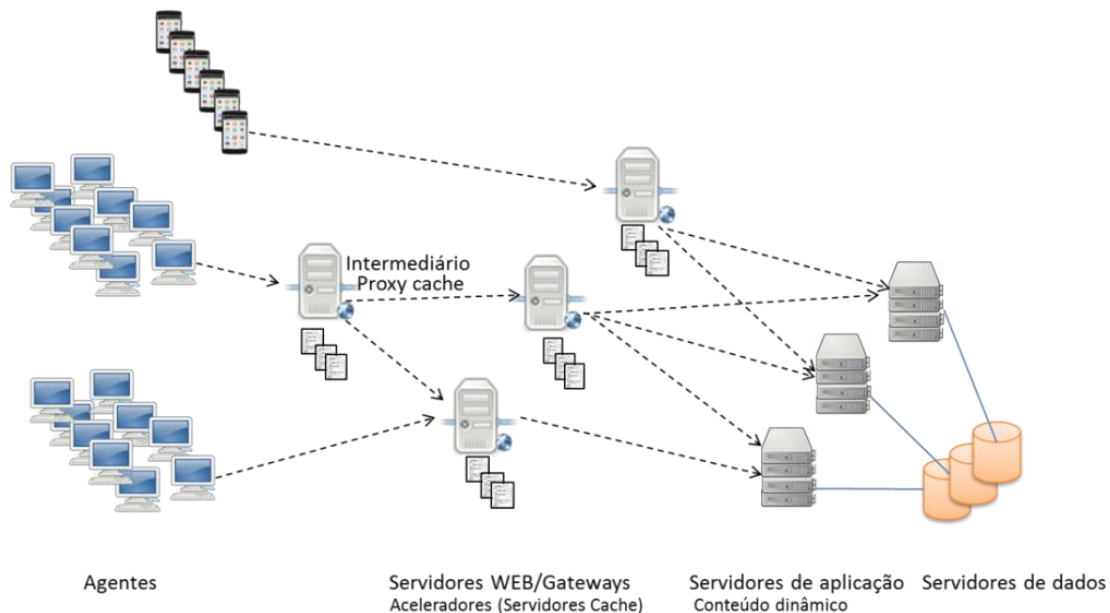 Intermediário
Proxy cache
Agentes
Servidores WEB/Gateways
Aceleradores (Servidores Cache)
Servidores de aplicação
Conteúdo dinâmico
Servidores de dados